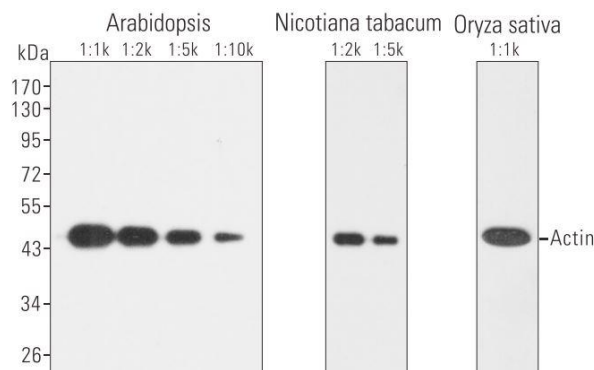 Arabidopsis Nicotiana tabacum Oryza sativa
kDa 1:1k 1:2k 1:5k 1:10k 1:2k 1:5k 1:1k
170
130
95
72
55
43 Actin
34
26